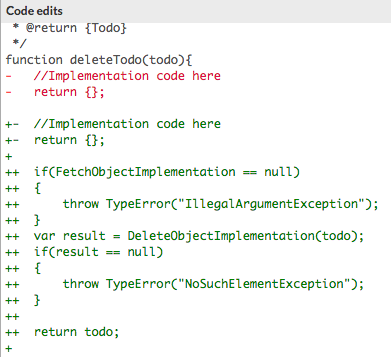 Code edits
 * @return {Todo}
 */
function deleteTodo(todo){
-   //Implementation code here
-   return {};

+-  //Implementation code here
+-  return {};
+
++  if(FetchObjectImplementation == null)
++  {
++      throw TypeError("IllegalArgumentException");
++  }
++  var result = DeleteObjectImplementation(todo);
++  if(result == null)
++  {
++      throw TypeError("NoSuchElementException");
++  }
++
++  return todo;
+